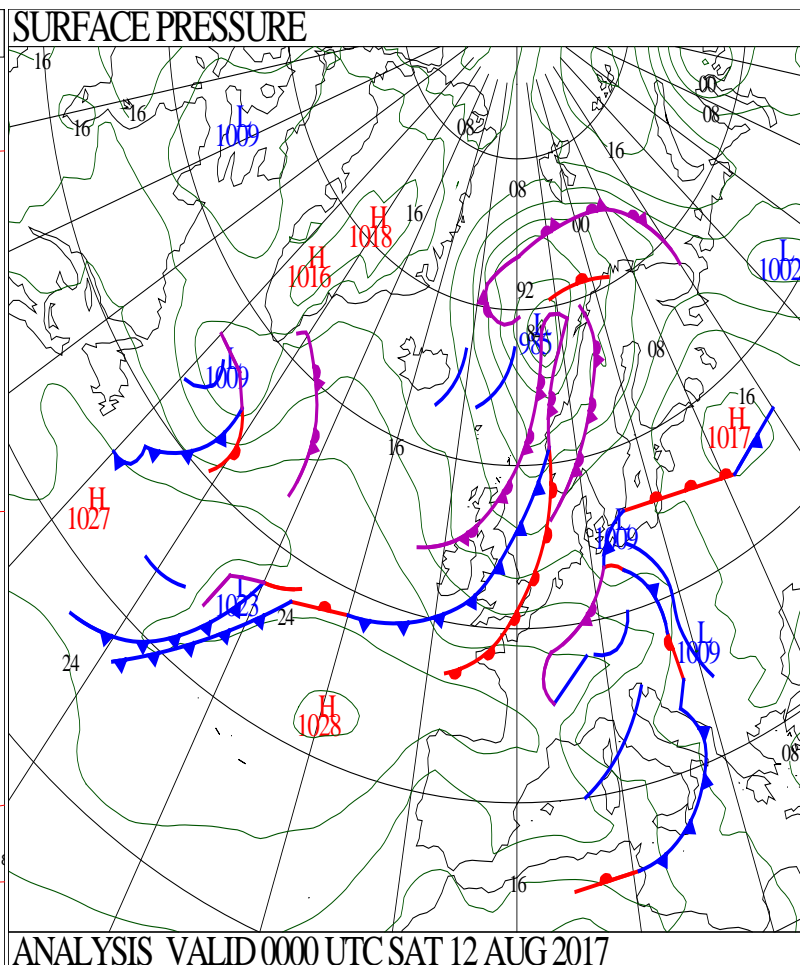 SURFACE PRESSURE
16
00
16
16
08
L
1009
08
16
08
16
H
1018
00
H
1016
L
1002
92
L
985
08
L
1009
16
H
1017
16
H
1027
L
1009
L
1023
24
L
1009
24
H
1028
08
16
ANALYSIS VALID 0000 UTC SAT 12 AUG 2017